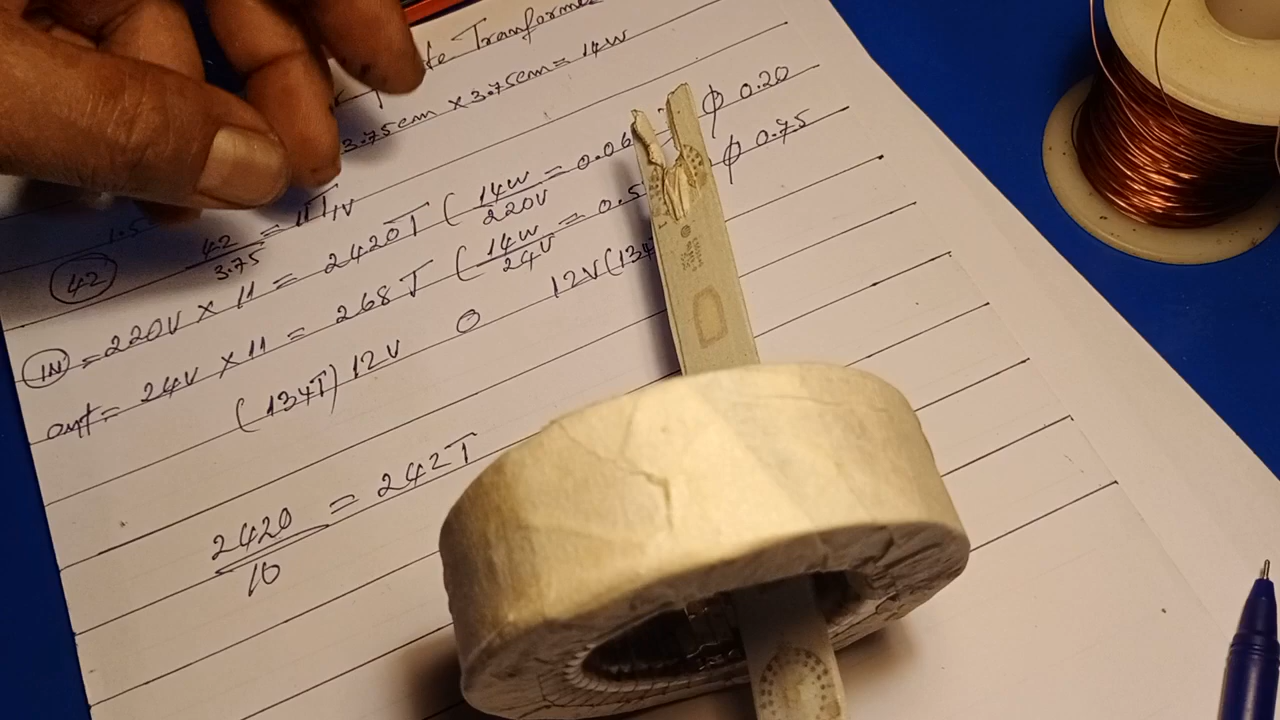 Transformer
3.75cm × 3.75cm = 14W
(42) 42/3.75 = 11T/1V
(IN) = 220V × 11 = 2420T (14W/220V = 0.06 ϕ 0.20
out = 24V × 11 = 268T (14W/24V = 0.5 ϕ 0.75
(134T) 12V 0 12V (134
2420/10 = 242T